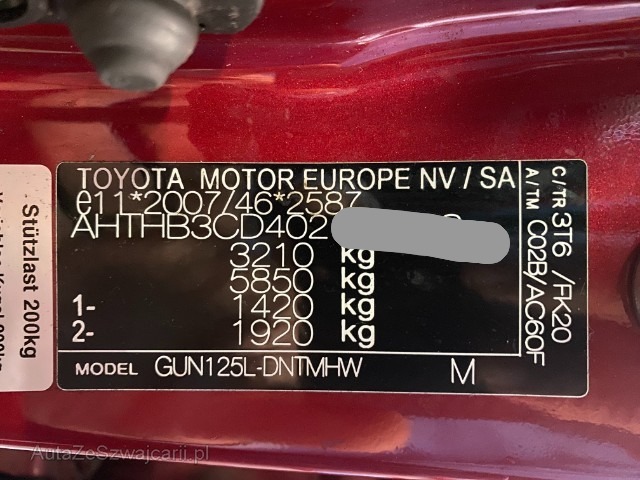 TOYOTA MOTOR EUROPE NV / SA
e11*2007/46*2587
AHTHB3CD402
3210 kg
5850 kg
1- 1420 kg
2- 1920 kg
MODEL GUN125L-DNTMHW M
C/TR 3T6 /FK20
A/TM C02B/AC60F
Stützlast 200kg
AutaZeSzwajcarii.pl